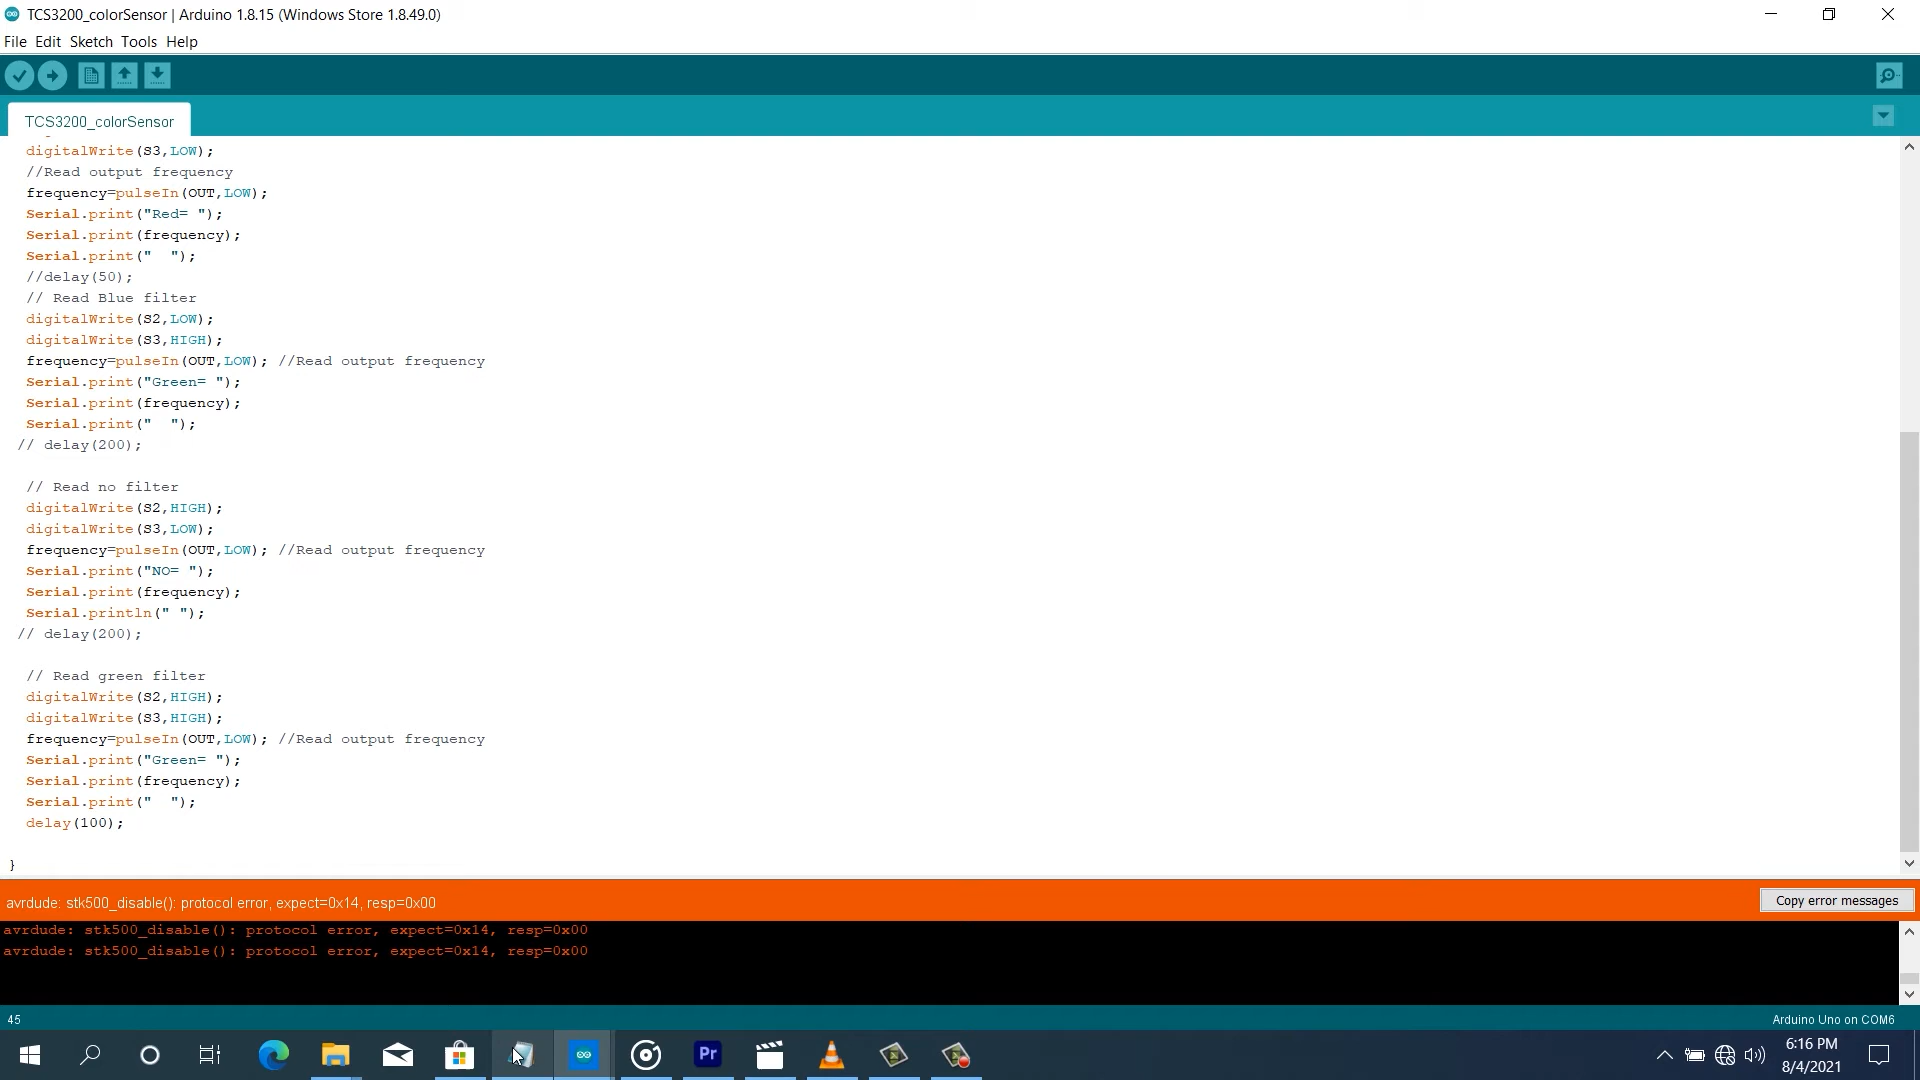 TCS3200_colorSensor | Arduino 1.8.15 (Windows Store 1.8.49.0)
File Edit Sketch Tools Help
TCS3200_colorSensor
digitalWrite(S3,LOW);
//Read output frequency
frequency=pulseIn(OUT,LOW);
Serial.print("Red= ");
Serial.print(frequency);
Serial.print("  ");
//delay(50);
// Read Blue filter
digitalWrite(S2,LOW);
digitalWrite(S3,HIGH);
frequency=pulseIn(OUT,LOW); //Read output frequency
Serial.print("Green= ");
Serial.print(frequency);
Serial.print("  ");
// delay(200);
// Read no filter
digitalWrite(S2,HIGH);
digitalWrite(S3,LOW);
frequency=pulseIn(OUT,LOW); //Read output frequency
Serial.print("NO= ");
Serial.print(frequency);
Serial.println(" ");
// delay(200);
// Read green filter
digitalWrite(S2,HIGH);
digitalWrite(S3,HIGH);
frequency=pulseIn(OUT,LOW); //Read output frequency
Serial.print("Green= ");
Serial.print(frequency);
Serial.print("  ");
delay(100);
}
avrdude: stk500_disable(): protocol error, expect=0x14, resp=0x00
Copy error messages
avrdude: stk500_disable(): protocol error, expect=0x14, resp=0x00
avrdude: stk500_disable(): protocol error, expect=0x14, resp=0x00
45
Arduino Uno on COM6
Pr
6:16 PM
8/4/2021